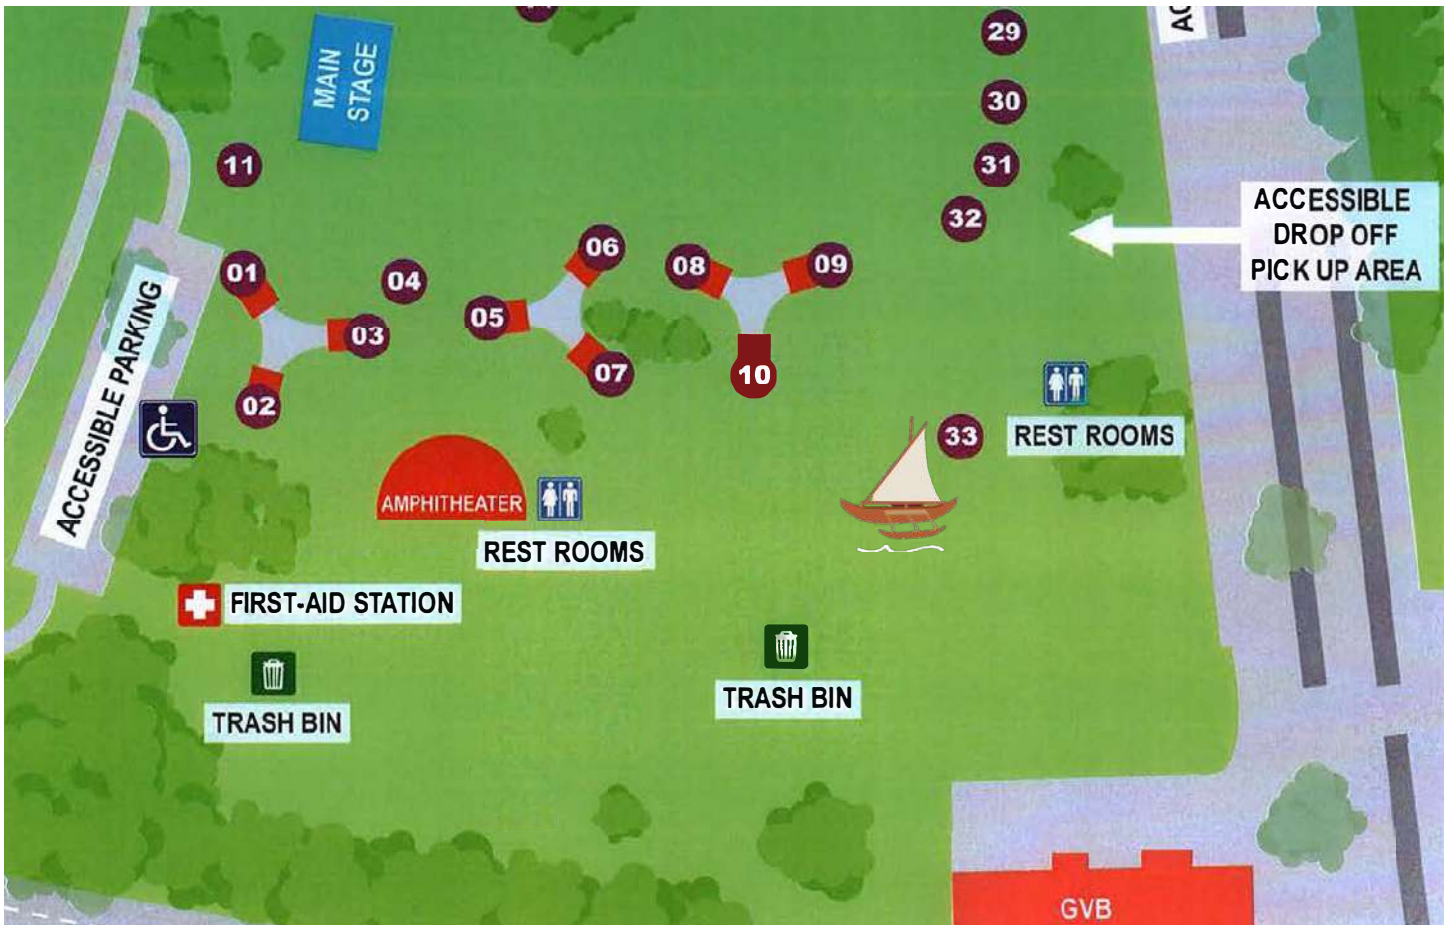 29
MAIN
STAGE
30
11
31
32
ACCESSIBLE
DROP OFF
PICK UP AREA
06
01
04
08
09
05
03
07
10
02
ACCESSIBLE PARKING
33
REST ROOMS
AMPHITHEATER
REST ROOMS
FIRST-AID STATION
TRASH BIN
TRASH BIN
GVB